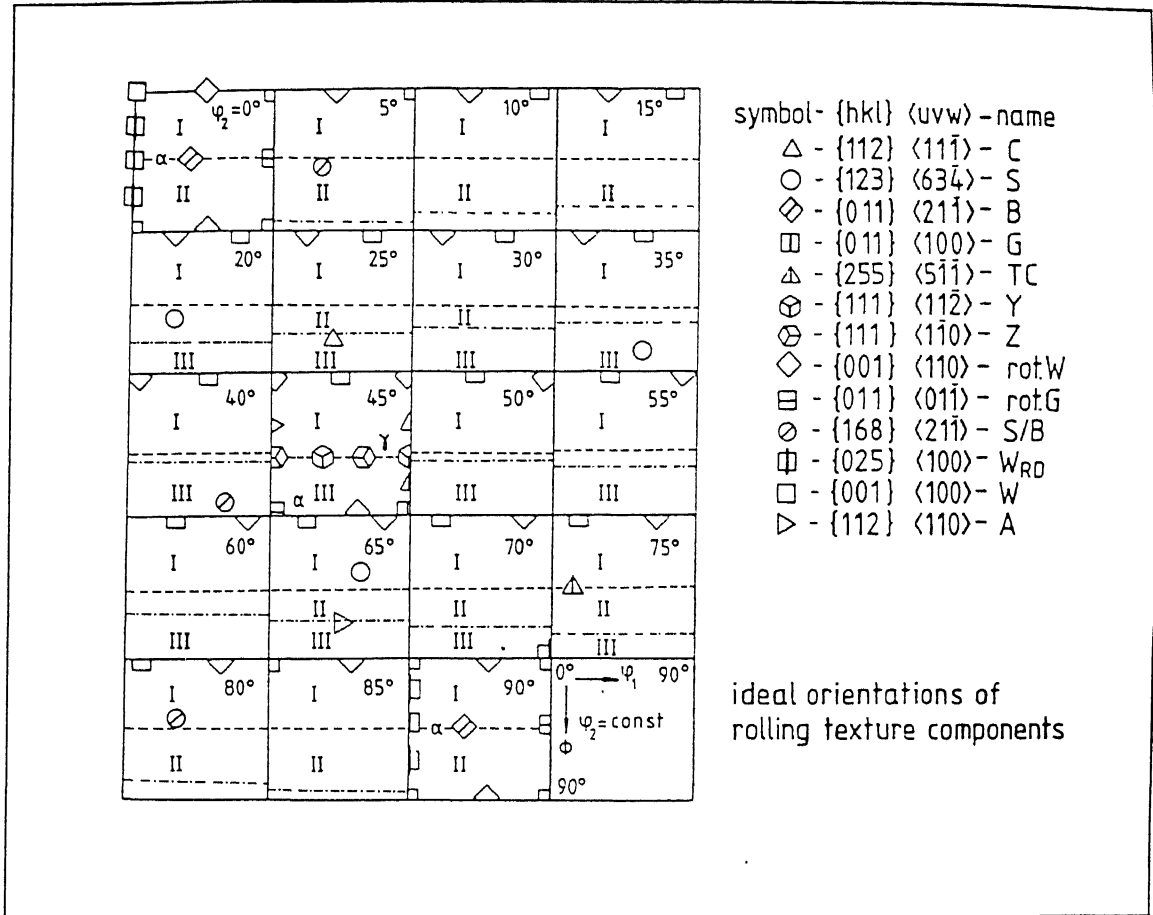 φ₂=0° 5° 10° 15°
I I I I
α
II II II II
20° 25° 30° 35°
I I I I
II II
III III III III
40° 45° 50° 55°
I I I I
γ
III III III III
α
60° 65° 70° 75°
I I I I
II II II
III III III III
80° 85° 90° 0° φ₁ 90°
I I I
α φ₂=const
II II II ϕ
90°
symbol- {hkl} ⟨uvw⟩ - name
△ - {112} ⟨111̄⟩ - C
○ - {123} ⟨634̄⟩ - S
- {011} ⟨211̄⟩ - B
- {011} ⟨100⟩ - G
- {255} ⟨51̄1̄⟩ - TC
- {111} ⟨112̄⟩ - Y
- {111} ⟨11̄0⟩ - Z
◇ - {001} ⟨110⟩ - rot.W
⊟ - {011} ⟨011̄⟩ - rot.G
⊘ - {168} ⟨211̄⟩ - S/B
- {025} ⟨100⟩ - W_RD
□ - {001} ⟨100⟩ - W
▷ - {112} ⟨110⟩ - A
ideal orientations of
rolling texture components